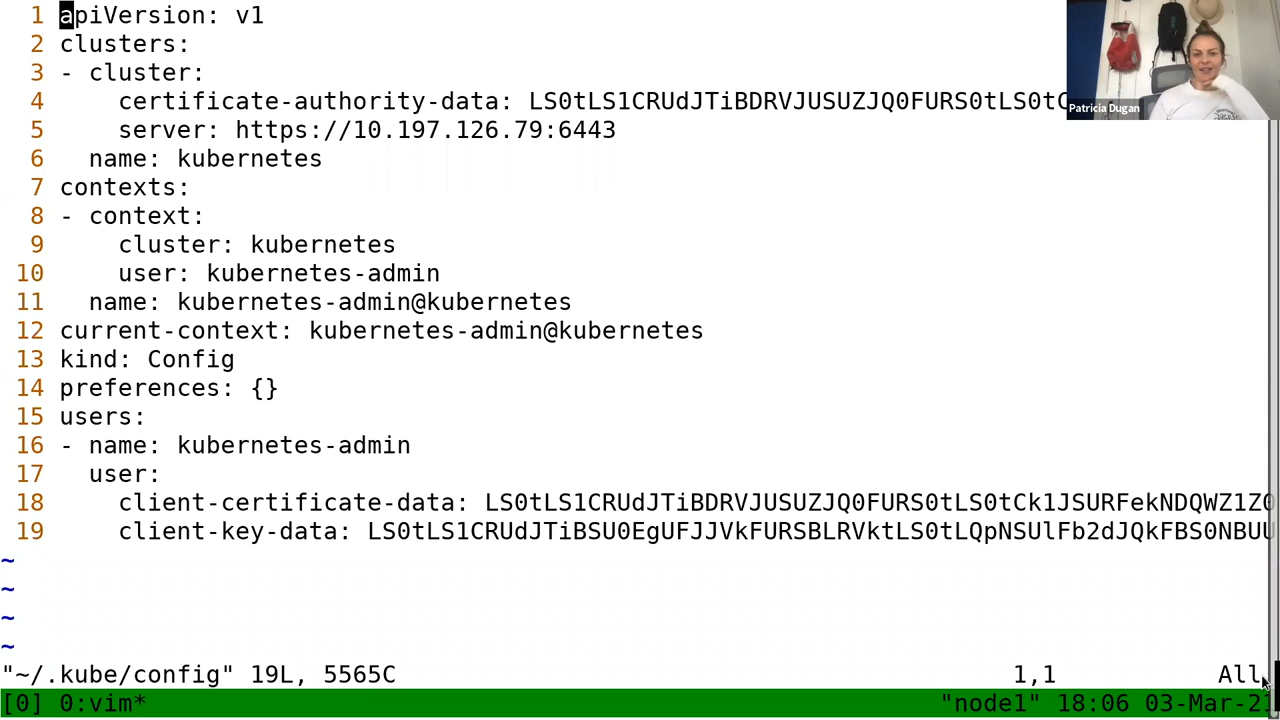 1 apiVersion: v1
2 clusters:
3 - cluster:
4 certificate-authority-data: LS0tLS1CRUdJTiBDRVJUSUZJQ0FURS0tLS0tC
5 server: https://10.197.126.79:6443
6 name: kubernetes
7 contexts:
8 - context:
9 cluster: kubernetes
10 user: kubernetes-admin
11 name: kubernetes-admin@kubernetes
12 current-context: kubernetes-admin@kubernetes
13 kind: Config
14 preferences: {}
15 users:
16 - name: kubernetes-admin
17 user:
18 client-certificate-data: LS0tLS1CRUdJTiBDRVJUSUZJQ0FURS0tLS0tCk1JSURFekNDQWZ1Z0
19 client-key-data: LS0tLS1CRUdJTiBSU0EgUFJJVkFURSBLRVktLS0tLQpNSUlFb2dJQkFBS0NBUU
~
~
~
~
"~/.kube/config" 19L, 5565C 1,1 All
[0] 0:vim* "node1" 18:06 03-Mar-21
Patricia Dugan